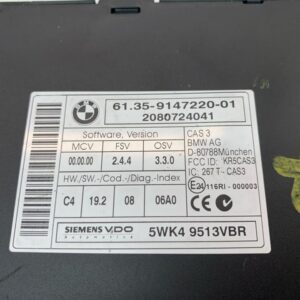 BMW
61.35-9147220-01
2080724041
Software, Version
MCV FSV OSV
00.00.00 2.4.4 3.3.0
HW./SW.-/Cod.-/Diag.-Index
C4 19.2 08 06A0
CAS 3
BMW AG
D-80788München
FCC ID: KR5CAS3
IC: 267 T-CAS3
E24 116RI -000003
SIEMENS VDO
Automotive
5WK4 9513VBR